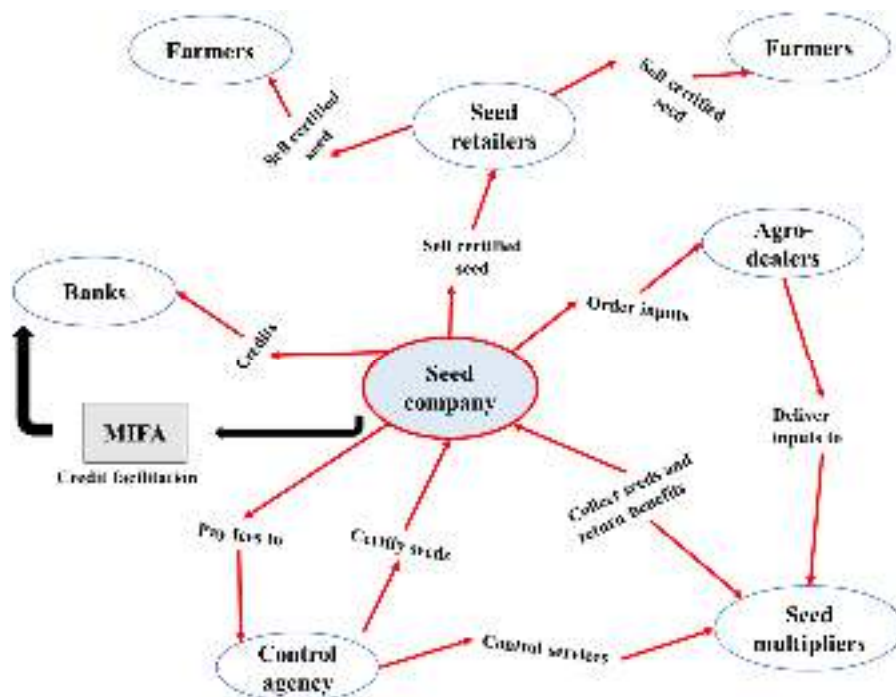 Farmers
Farmers
Sell certified
seed
Seed
retailers
Sell certified
seed
Sell certified
seed
Agro-
dealers
Banks
Order inputs
Credits
Seed
company
MIFA
Credit facilitation
Deliver
inputs to
Collect seeds and
return benefits
Pay fees to
Certify seeds
Control
agency
Control services
Seed
multipliers